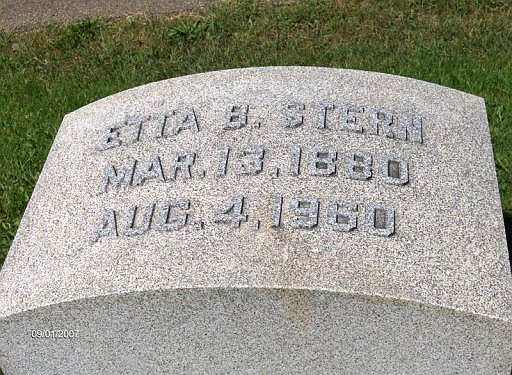 ETTA B. STERN
MAR. 13, 1880
AUG. 4, 1960
09/01/2007